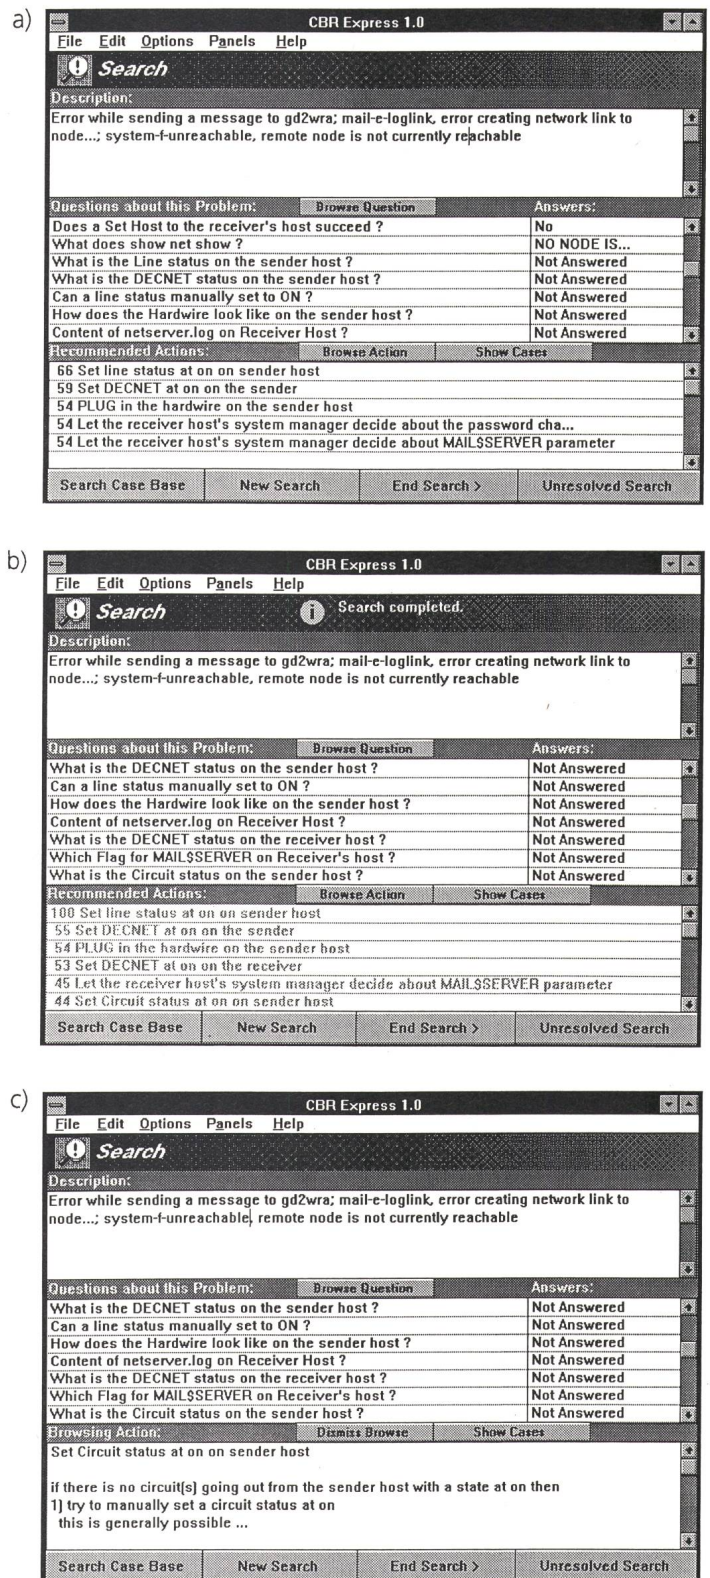 a)
CBR Express 1.0
File Edit Options Panels Help
Search
Description:
Error while sending a message to gd2wra; mail-e-loglink, error creating network link to
node...; system-f-unreachable, remote node is not currently reachable
Questions about this Problem: Browse Question Answers:
Does a Set Host to the receiver's host succeed ? No
What does show net show ? NO NODE IS...
What is the Line status on the sender host ? Not Answered
What is the DECNET status on the sender host ? Not Answered
Can a line status manually set to ON ? Not Answered
How does the Hardwire look like on the sender host ? Not Answered
Content of netserver.log on Receiver Host ? Not Answered
Recommended Actions: Browse Action Show Cases
66 Set line status at on on sender host
59 Set DECNET at on on the sender
54 PLUG in the hardwire on the sender host
54 Let the receiver host's system manager decide about the password cha...
54 Let the receiver host's system manager decide about MAIL$SERVER parameter
Search Case Base New Search End Search > Unresolved Search
b)
CBR Express 1.0
File Edit Options Panels Help
Search Search completed.
Description:
Error while sending a message to gd2wra; mail-e-loglink, error creating network link to
node...; system-f-unreachable, remote node is not currently reachable
Questions about this Problem: Browse Question Answers:
What is the DECNET status on the sender host ? Not Answered
Can a line status manually set to ON ? Not Answered
How does the Hardwire look like on the sender host ? Not Answered
Content of netserver.log on Receiver Host ? Not Answered
What is the DECNET status on the receiver host ? Not Answered
Which Flag for MAIL$SERVER on Receiver's host ? Not Answered
What is the Circuit status on the sender host ? Not Answered
Recommended Actions: Browse Action Show Cases
100 Set line status at on on sender host
55 Set DECNET at on on the sender
54 PLUG in the hardwire on the sender host
53 Set DECNET at on on the receiver
45 Let the receiver host's system manager decide about MAIL$SERVER parameter
44 Set Circuit status at on on sender host
Search Case Base New Search End Search > Unresolved Search
c)
CBR Express 1.0
File Edit Options Panels Help
Search
Description:
Error while sending a message to gd2wra; mail-e-loglink, error creating network link to
node...; system-f-unreachable, remote node is not currently reachable
Questions about this Problem: Browse Question Answers:
What is the DECNET status on the sender host ? Not Answered
Can a line status manually set to ON ? Not Answered
How does the Hardwire look like on the sender host ? Not Answered
Content of netserver.log on Receiver Host ? Not Answered
What is the DECNET status on the receiver host ? Not Answered
Which Flag for MAIL$SERVER on Receiver's host ? Not Answered
What is the Circuit status on the sender host ? Not Answered
Browsing Action: Dismiss Browse Show Cases
Set Circuit status at on on sender host
if there is no circuit(s) going out from the sender host with a state at on then
1) try to manually set a circuit status at on
this is generally possible ...
Search Case Base New Search End Search > Unresolved Search